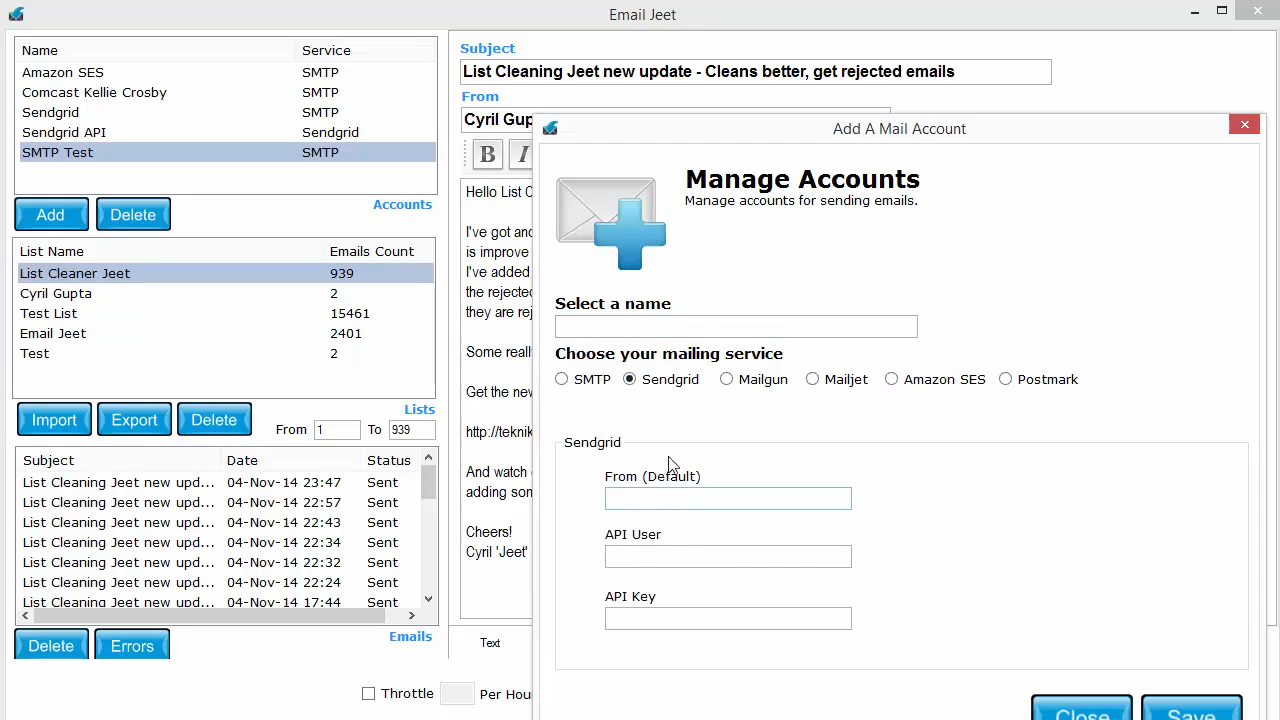 Email Jeet
Name Service
Amazon SES SMTP
Comcast Kellie Crosby SMTP
Sendgrid SMTP
Sendgrid API Sendgrid
SMTP Test SMTP
Add Delete Accounts
List Name Emails Count
List Cleaner Jeet 939
Cyril Gupta 2
Test List 15461
Email Jeet 2401
Test 2
Lists
Import Export Delete From 1 To 939
Subject Date Status
List Cleaning Jeet new upd... 04-Nov-14 23:47 Sent
List Cleaning Jeet new upd... 04-Nov-14 22:57 Sent
List Cleaning Jeet new upd... 04-Nov-14 22:43 Sent
List Cleaning Jeet new upd... 04-Nov-14 22:34 Sent
List Cleaning Jeet new upd... 04-Nov-14 22:32 Sent
List Cleaning Jeet new upd... 04-Nov-14 22:24 Sent
List Cleaning Jeet new upd... 04-Nov-14 17:44 Sent
Emails
Delete Errors
Subject
List Cleaning Jeet new update - Cleans better, get rejected emails
From
Cyril Gup
B I
Hello List C
I've got ano
is improve
I've added
the rejected
they are rej
Some really
Get the new
http://teknik
And watch
adding son
Cheers!
Cyril 'Jeet'
Text
Throttle Per Hou
Add A Mail Account
Manage Accounts
Manage accounts for sending emails.
Select a name
Choose your mailing service
SMTP Sendgrid Mailgun Mailjet Amazon SES Postmark
Sendgrid
From (Default)
API User
API Key
Close Save